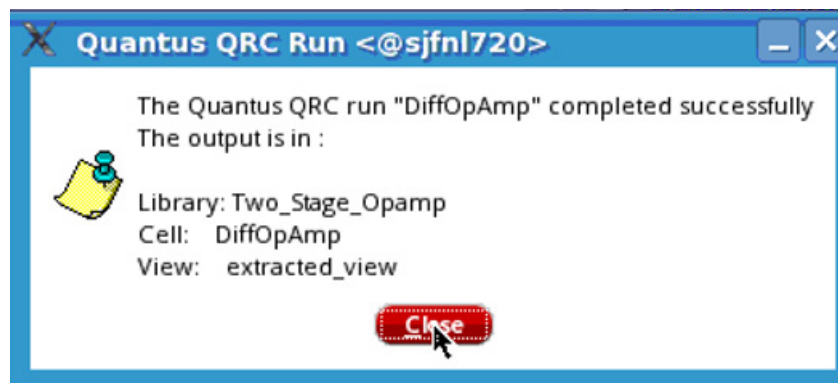 Quantus QRC Run <@sjfnl720>
The Quantus QRC run "DiffOpAmp" completed successfully
The output is in :
Library: Two_Stage_Opamp
Cell: DiffOpAmp
View: extracted_view
Close